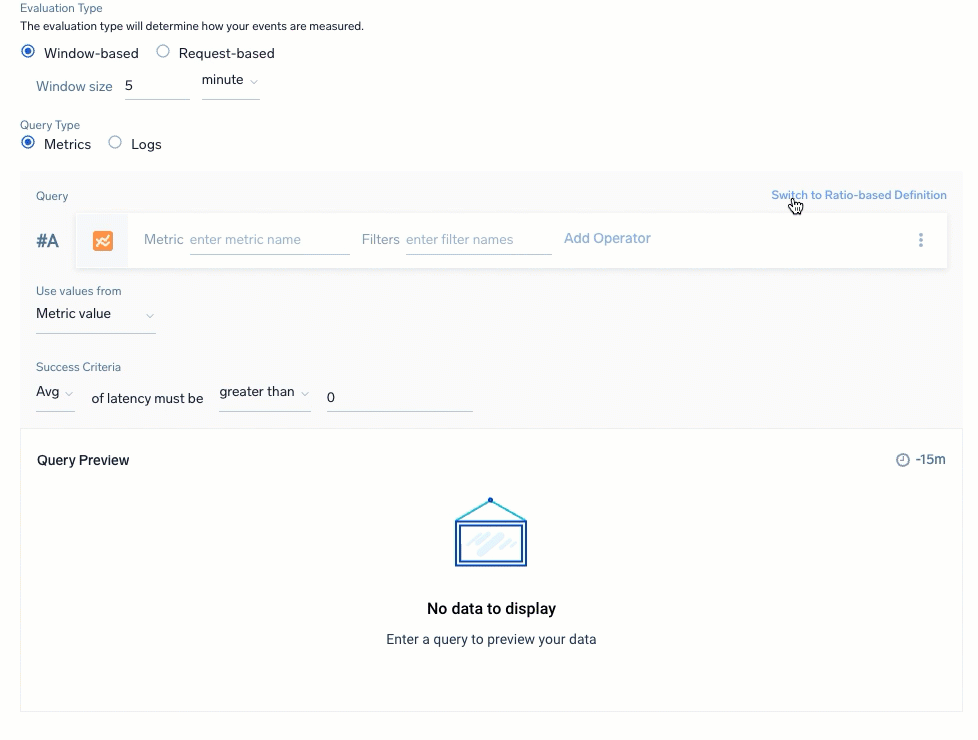 Evaluation Type
The evaluation type will determine how your events are measured.
Window-based Request-based
Window size 5 minute
Query Type
Metrics Logs
Query Switch to Ratio-based Definition
#A Metric enter metric name Filters enter filter names Add Operator
Use values from
Metric value
Success Criteria
Avg of latency must be greater than 0
Query Preview -15m
No data to display
Enter a query to preview your data